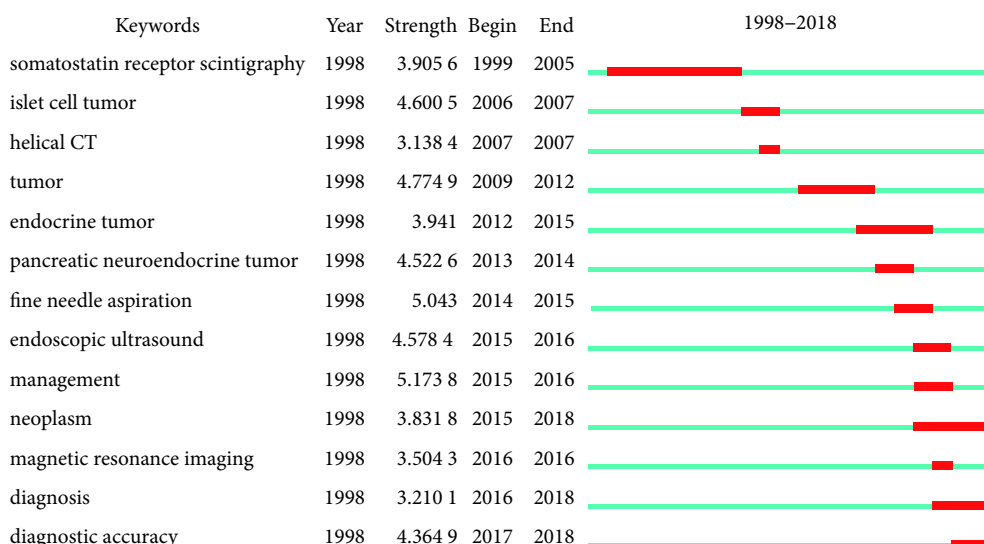 Keywords Year Strength Begin End 1998–2018
somatostatin receptor scintigraphy 1998 3.905 6 1999 2005
islet cell tumor 1998 4.600 5 2006 2007
helical CT 1998 3.138 4 2007 2007
tumor 1998 4.774 9 2009 2012
endocrine tumor 1998 3.941 2012 2015
pancreatic neuroendocrine tumor 1998 4.522 6 2013 2014
fine needle aspiration 1998 5.043 2014 2015
endoscopic ultrasound 1998 4.578 4 2015 2016
management 1998 5.173 8 2015 2016
neoplasm 1998 3.831 8 2015 2018
magnetic resonance imaging 1998 3.504 3 2016 2016
diagnosis 1998 3.210 1 2016 2018
diagnostic accuracy 1998 4.364 9 2017 2018